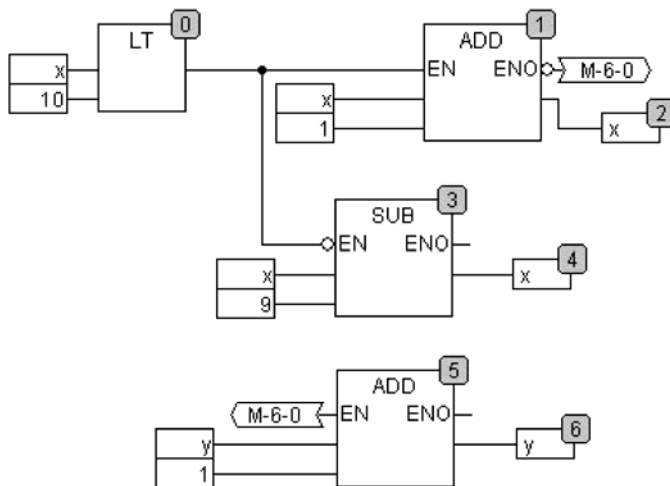 0
LT
x
10
1
ADD
EN ENO M-6-0
x
1
2
x
3
SUB
EN ENO
x
9
4
x
5
ADD
M-6-0 EN ENO
y
1
6
y